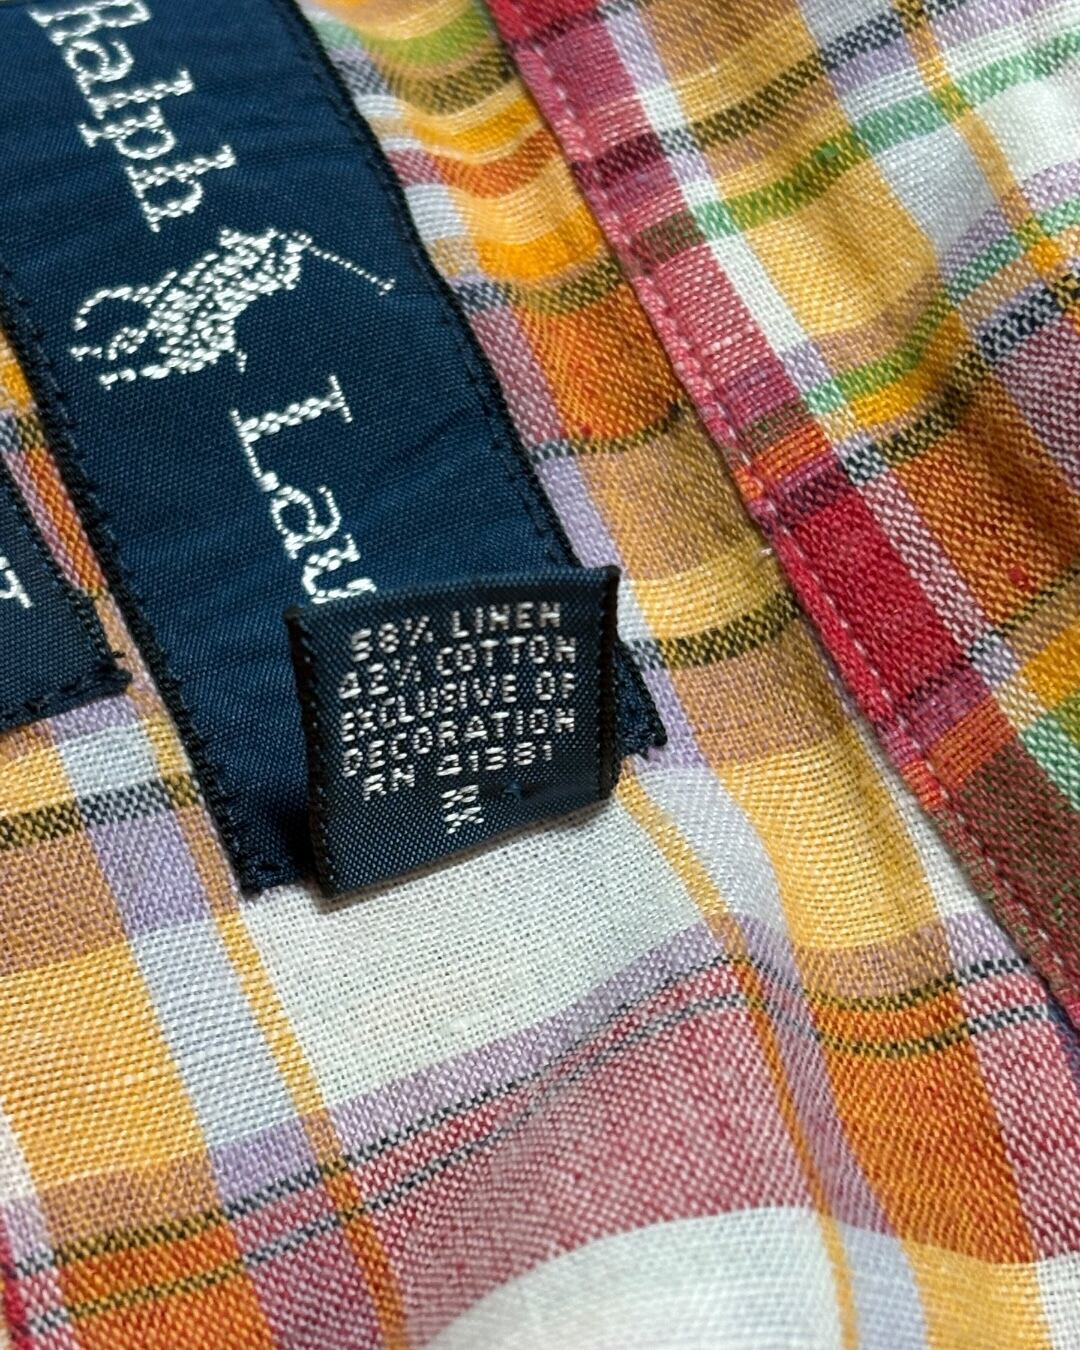 Ralph Lau
58% LINEN
42% COTTON
EXCLUSIVE OF
DECORATION
RN 41381